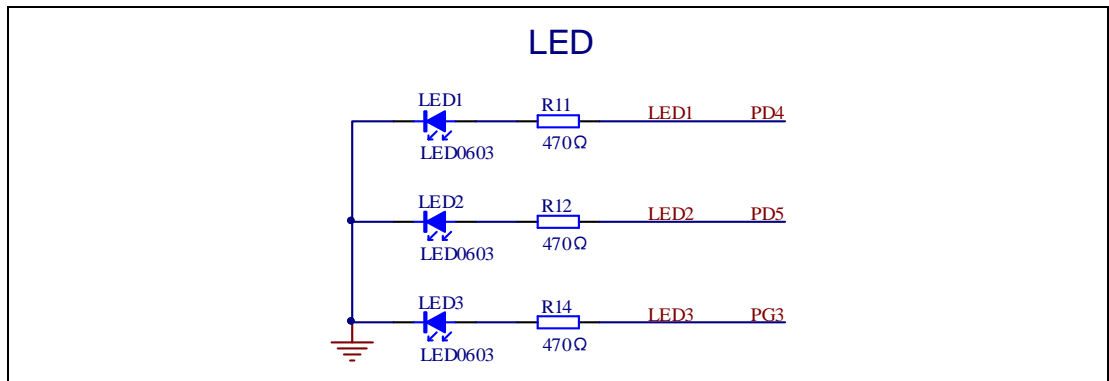 LED
LED1 R11 LED1 PD4
LED0603 470Ω
LED2 R12 LED2 PD5
LED0603 470Ω
LED3 R14 LED3 PG3
LED0603 470Ω